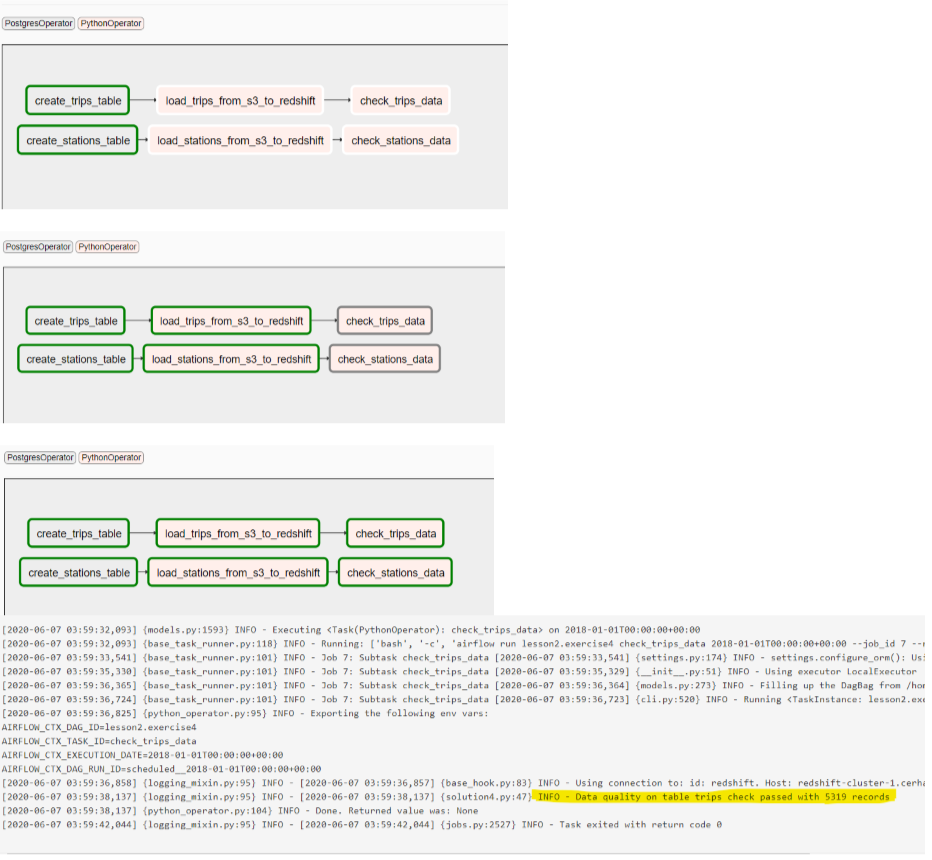 PostgresOperator PythonOperator
create_trips_table load_trips_from_s3_to_redshift check_trips_data
create_stations_table load_stations_from_s3_to_redshift check_stations_data
PostgresOperator PythonOperator
create_trips_table load_trips_from_s3_to_redshift check_trips_data
create_stations_table load_stations_from_s3_to_redshift check_stations_data
PostgresOperator PythonOperator
create_trips_table load_trips_from_s3_to_redshift check_trips_data
create_stations_table load_stations_from_s3_to_redshift check_stations_data
[2020-06-07 03:59:32,093] {models.py:1593} INFO - Executing <Task(PythonOperator): check_trips_data> on 2018-01-01T00:00:00+00:00
[2020-06-07 03:59:32,093] {base_task_runner.py:118} INFO - Running: ['bash', '-c', 'airflow run lesson2.exercise4 check_trips_data 2018-01-01T00:00:00+00:00 --job_id 7 --
[2020-06-07 03:59:33,541] {base_task_runner.py:101} INFO - Job 7: Subtask check_trips_data [2020-06-07 03:59:33,541] {settings.py:174} INFO - settings.configure_orm(): Usi
[2020-06-07 03:59:35,330] {base_task_runner.py:101} INFO - Job 7: Subtask check_trips_data [2020-06-07 03:59:35,329] {__init__.py:51} INFO - Using executor LocalExecutor
[2020-06-07 03:59:36,365] {base_task_runner.py:101} INFO - Job 7: Subtask check_trips_data [2020-06-07 03:59:36,364] {models.py:273} INFO - Filling up the DagBag from /hom
[2020-06-07 03:59:36,724] {base_task_runner.py:101} INFO - Job 7: Subtask check_trips_data [2020-06-07 03:59:36,723] {cli.py:520} INFO - Running <TaskInstance: lesson2.exe
[2020-06-07 03:59:36,825] {python_operator.py:95} INFO - Exporting the following env vars:
AIRFLOW_CTX_DAG_ID=lesson2.exercise4
AIRFLOW_CTX_TASK_ID=check_trips_data
AIRFLOW_CTX_EXECUTION_DATE=2018-01-01T00:00:00+00:00
AIRFLOW_CTX_DAG_RUN_ID=scheduled__2018-01-01T00:00:00+00:00
[2020-06-07 03:59:36,858] {logging_mixin.py:95} INFO - [2020-06-07 03:59:36,857] {base_hook.py:83} INFO - Using connection to: id: redshift. Host: redshift-cluster-1.cerha
[2020-06-07 03:59:38,137] {logging_mixin.py:95} INFO - [2020-06-07 03:59:38,137] {solution4.py:47} INFO - Data quality on table trips check passed with 5319 records
[2020-06-07 03:59:38,137] {python_operator.py:104} INFO - Done. Returned value was: None
[2020-06-07 03:59:42,044] {logging_mixin.py:95} INFO - [2020-06-07 03:59:42,044] {jobs.py:2527} INFO - Task exited with return code 0